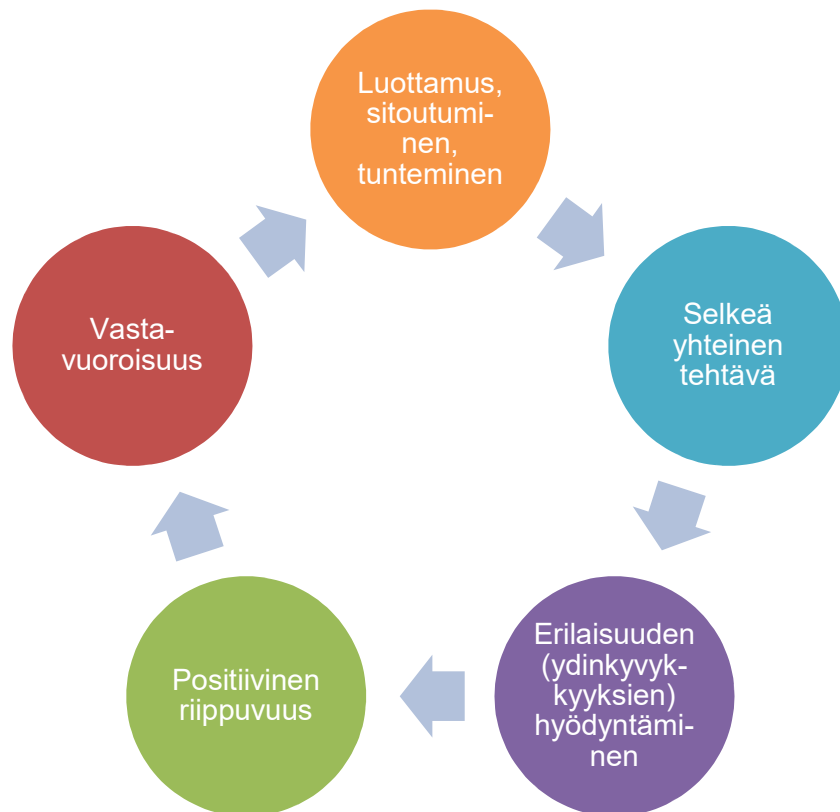 Luottamus,
sitoutumi-
nen,
tunteminen
Selkeä
yhteinen
tehtävä
Erilaisuuden
(ydinkyvyk-
kyyksien)
hyödyntämi-
nen
Positiivinen
riippuvuus
Vasta-
vuoroisuus